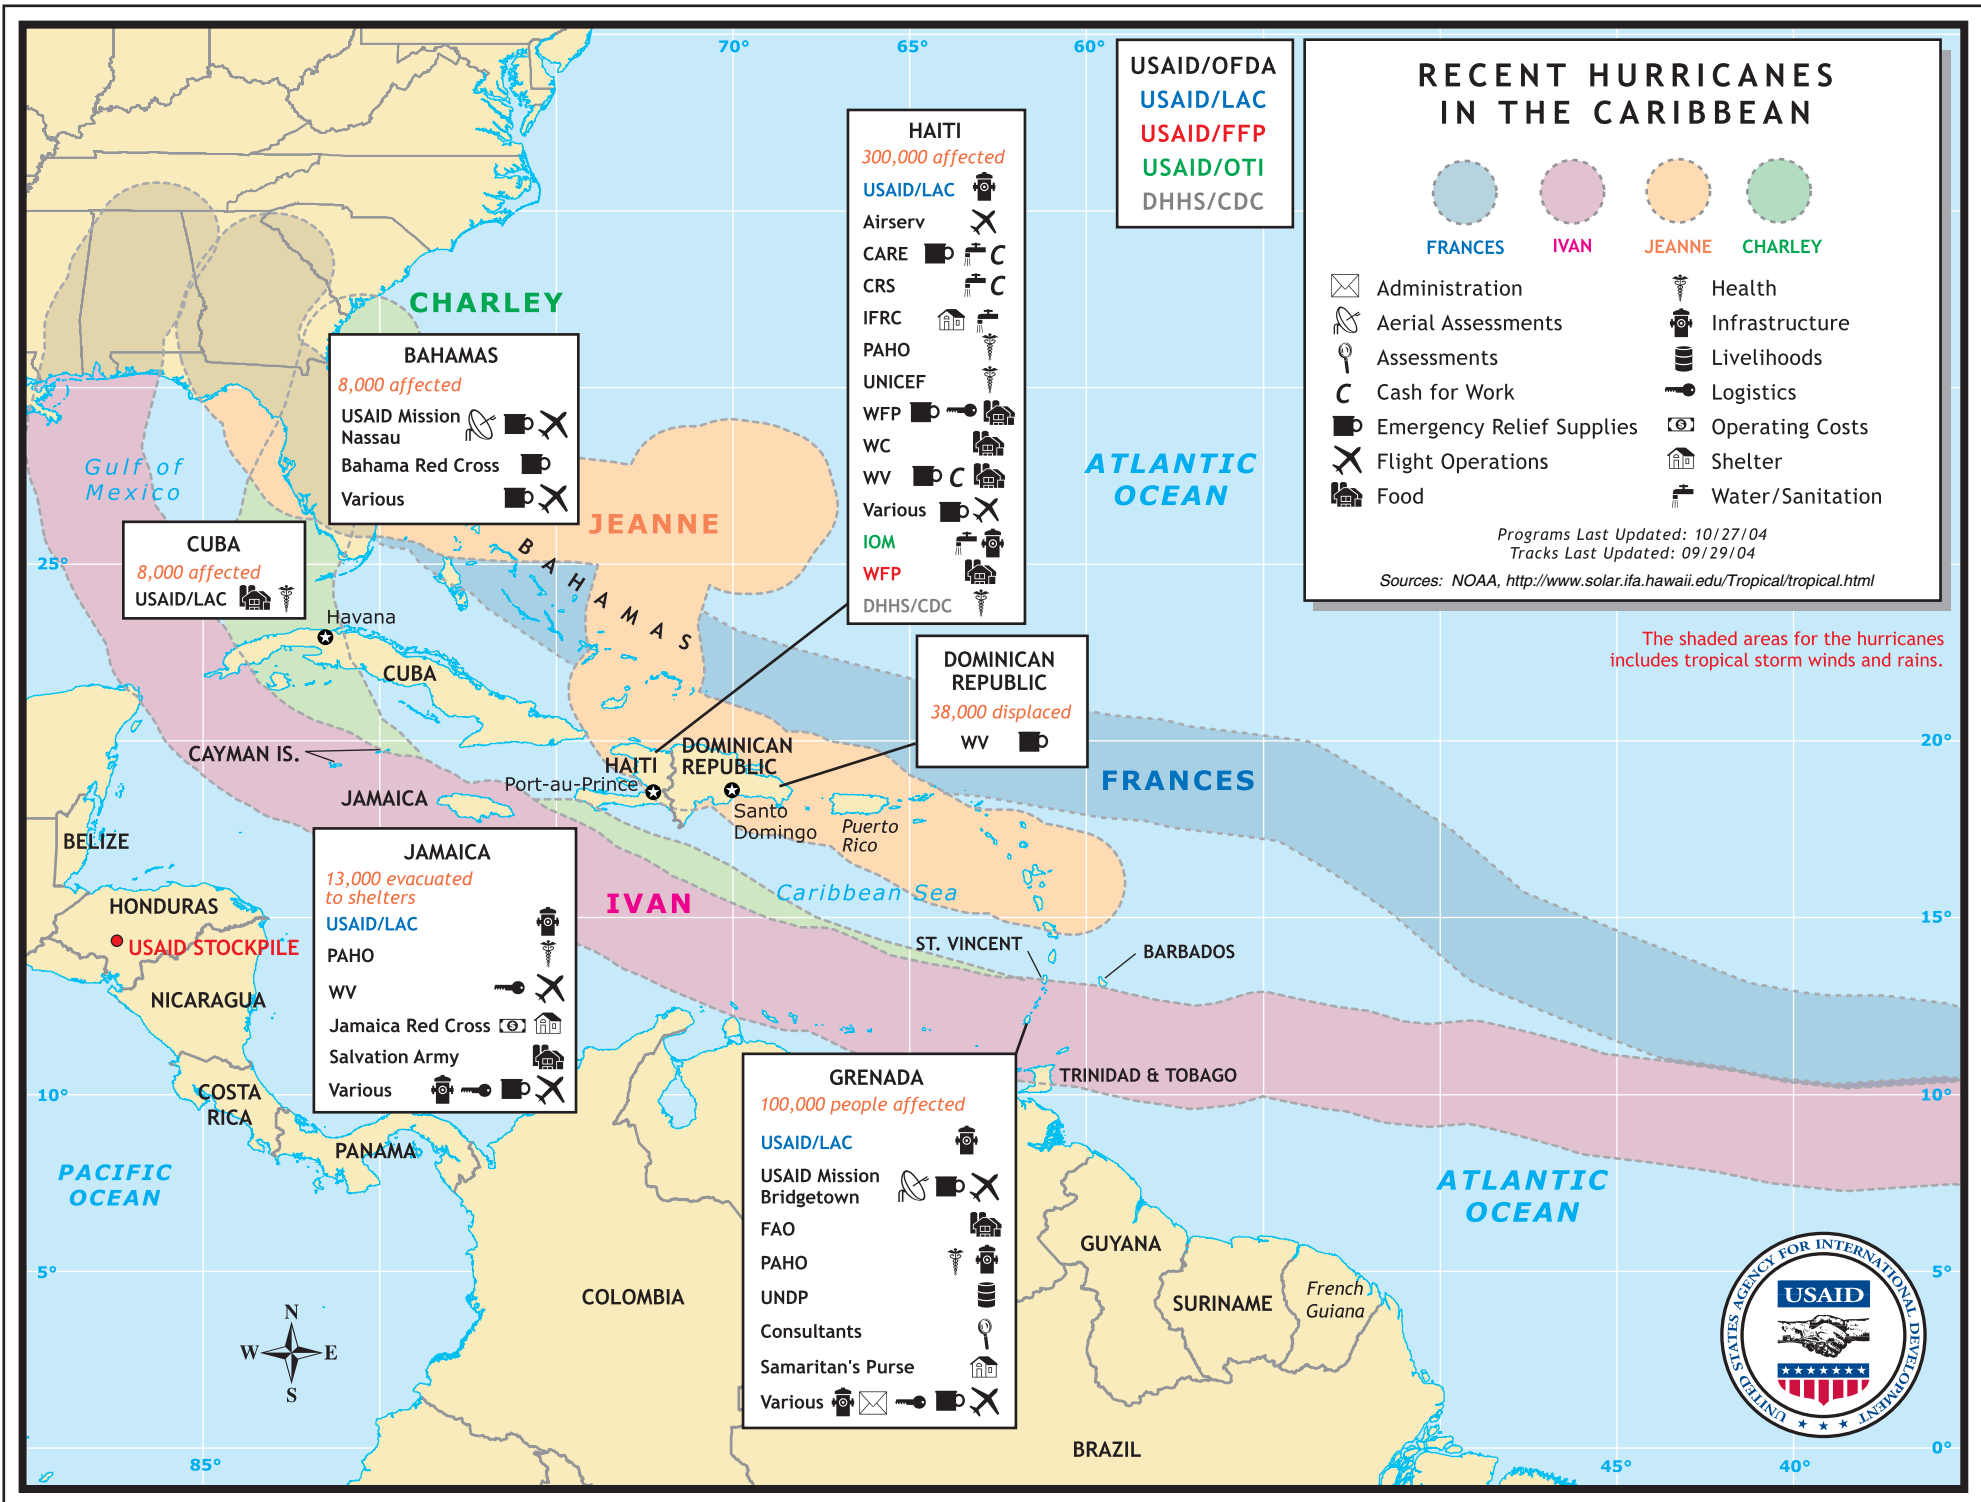 70°
65°
60°
USAID/OFDA
USAID/LAC
USAID/FFP
USAID/OTI
DHHS/CDC
RECENT HURRICANES
IN THE CARIBBEAN
FRANCES
IVAN
JEANNE
CHARLEY
Administration
Aerial Assessments
Assessments
C Cash for Work
Emergency Relief Supplies
Flight Operations
Food
Health
Infrastructure
Livelihoods
Logistics
Operating Costs
Shelter
Water/Sanitation
Programs Last Updated: 10/27/04
Tracks Last Updated: 09/29/04
Sources: NOAA, http://www.solar.ifa.hawaii.edu/Tropical/tropical.html
The shaded areas for the hurricanes
includes tropical storm winds and rains.
HAITI
300,000 affected
USAID/LAC
Airserv
CARE C
CRS C
IFRC
PAHO
UNICEF
WFP
WC
WV C
Various
IOM
WFP
DHHS/CDC
CHARLEY
BAHAMAS
8,000 affected
USAID Mission
Nassau
Bahama Red Cross
Various
Gulf of
Mexico
JEANNE
ATLANTIC
OCEAN
BAHAMAS
25°
CUBA
8,000 affected
USAID/LAC
Havana
CUBA
DOMINICAN
REPUBLIC
38,000 displaced
WV
CAYMAN IS.
DOMINICAN
REPUBLIC
HAITI
Port-au-Prince
JAMAICA
Santo
Domingo
Puerto
Rico
FRANCES
20°
BELIZE
JAMAICA
13,000 evacuated
to shelters
USAID/LAC
PAHO
WV
Jamaica Red Cross
Salvation Army
Various
IVAN
Caribbean Sea
HONDURAS
USAID STOCKPILE
NICARAGUA
ST. VINCENT
BARBADOS
15°
COSTA
RICA
PANAMA
10°
10°
TRINIDAD & TOBAGO
GRENADA
100,000 people affected
USAID/LAC
USAID Mission
Bridgetown
FAO
PAHO
UNDP
Consultants
Samaritan's Purse
Various
PACIFIC
OCEAN
ATLANTIC
OCEAN
GUYANA
SURINAME
French
Guiana
COLOMBIA
BRAZIL
5°
5°
N
W E
S
UNITED STATES AGENCY FOR INTERNATIONAL DEVELOPMENT
USAID
0°
85°
45°
40°